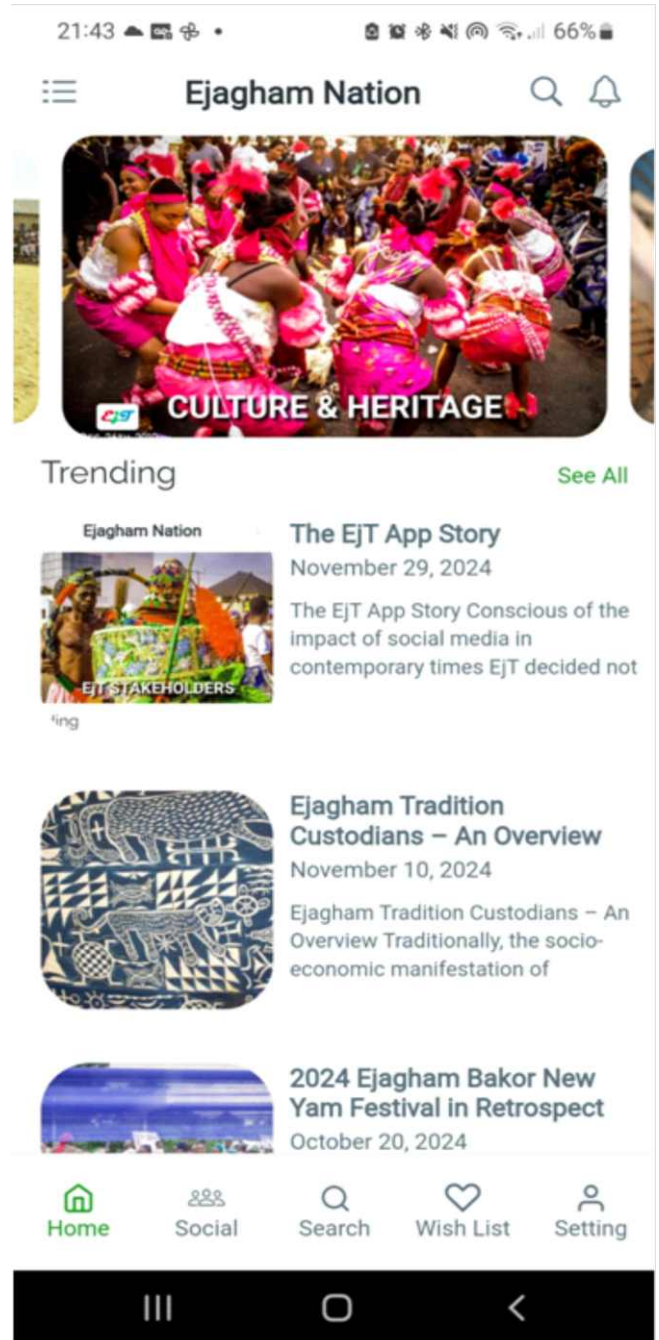 21:43
66%
Ejagham Nation
EjT
CULTURE & HERITAGE
Trending
See All
Ejagham Nation
EjT STAKEHOLDERS
ing
The EjT App Story
November 29, 2024
The EjT App Story Conscious of the
impact of social media in
contemporary times EjT decided not
Ejagham Tradition
Custodians – An Overview
November 10, 2024
Ejagham Tradition Custodians – An
Overview Traditionally, the socio-
economic manifestation of
2024 Ejagham Bakor New
Yam Festival in Retrospect
October 20, 2024
Home
Social
Search
Wish List
Setting